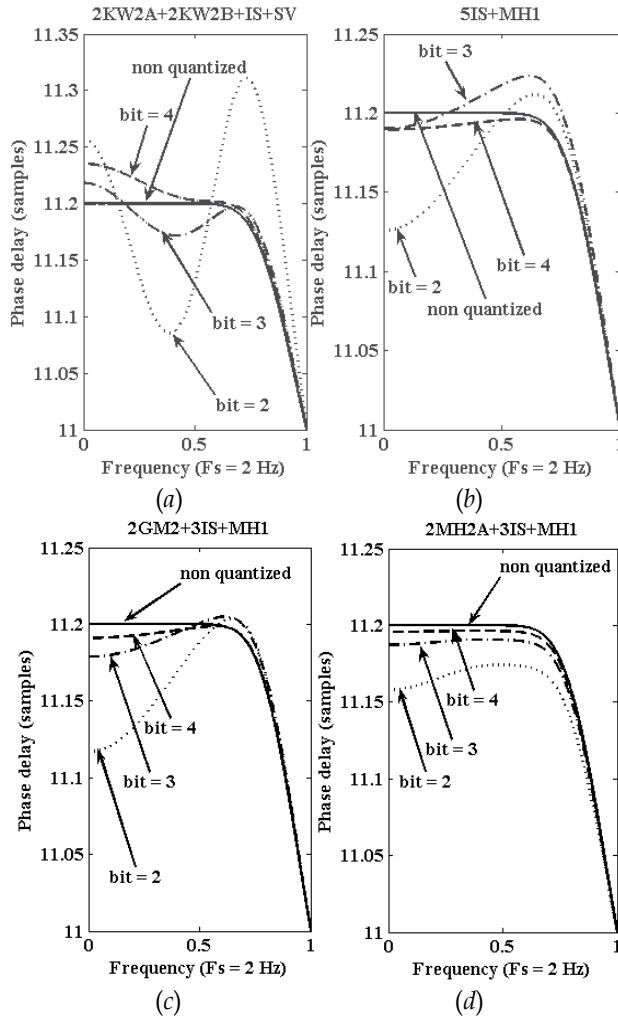 2KW2A+2KW2B+IS+SV
11.35
11.3
11.25
11.2
11.15
11.1
11.05
11
0
0.5
1
Phase delay (samples)
Frequency (Fs = 2 Hz)
non quantized
bit = 4
bit = 3
bit = 2
(a)
5IS+MH1
11.25
11.2
11.15
11.1
11.05
11
0
0.5
1
Phase delay (samples)
Frequency (Fs = 2 Hz)
bit = 3
bit = 4
bit = 2
non quantized
(b)
2GM2+3IS+MH1
11.25
11.2
11.15
11.1
11.05
11
0
0.5
1
Phase delay (samples)
Frequency (Fs = 2 Hz)
non quantized
bit = 4
bit = 3
bit = 2
(c)
2MH2A+3IS+MH1
11.25
11.2
11.15
11.1
11.05
11
0
0.5
1
Phase delay (samples)
Frequency (Fs = 2 Hz)
non quantized
bit = 4
bit = 3
bit = 2
(d)